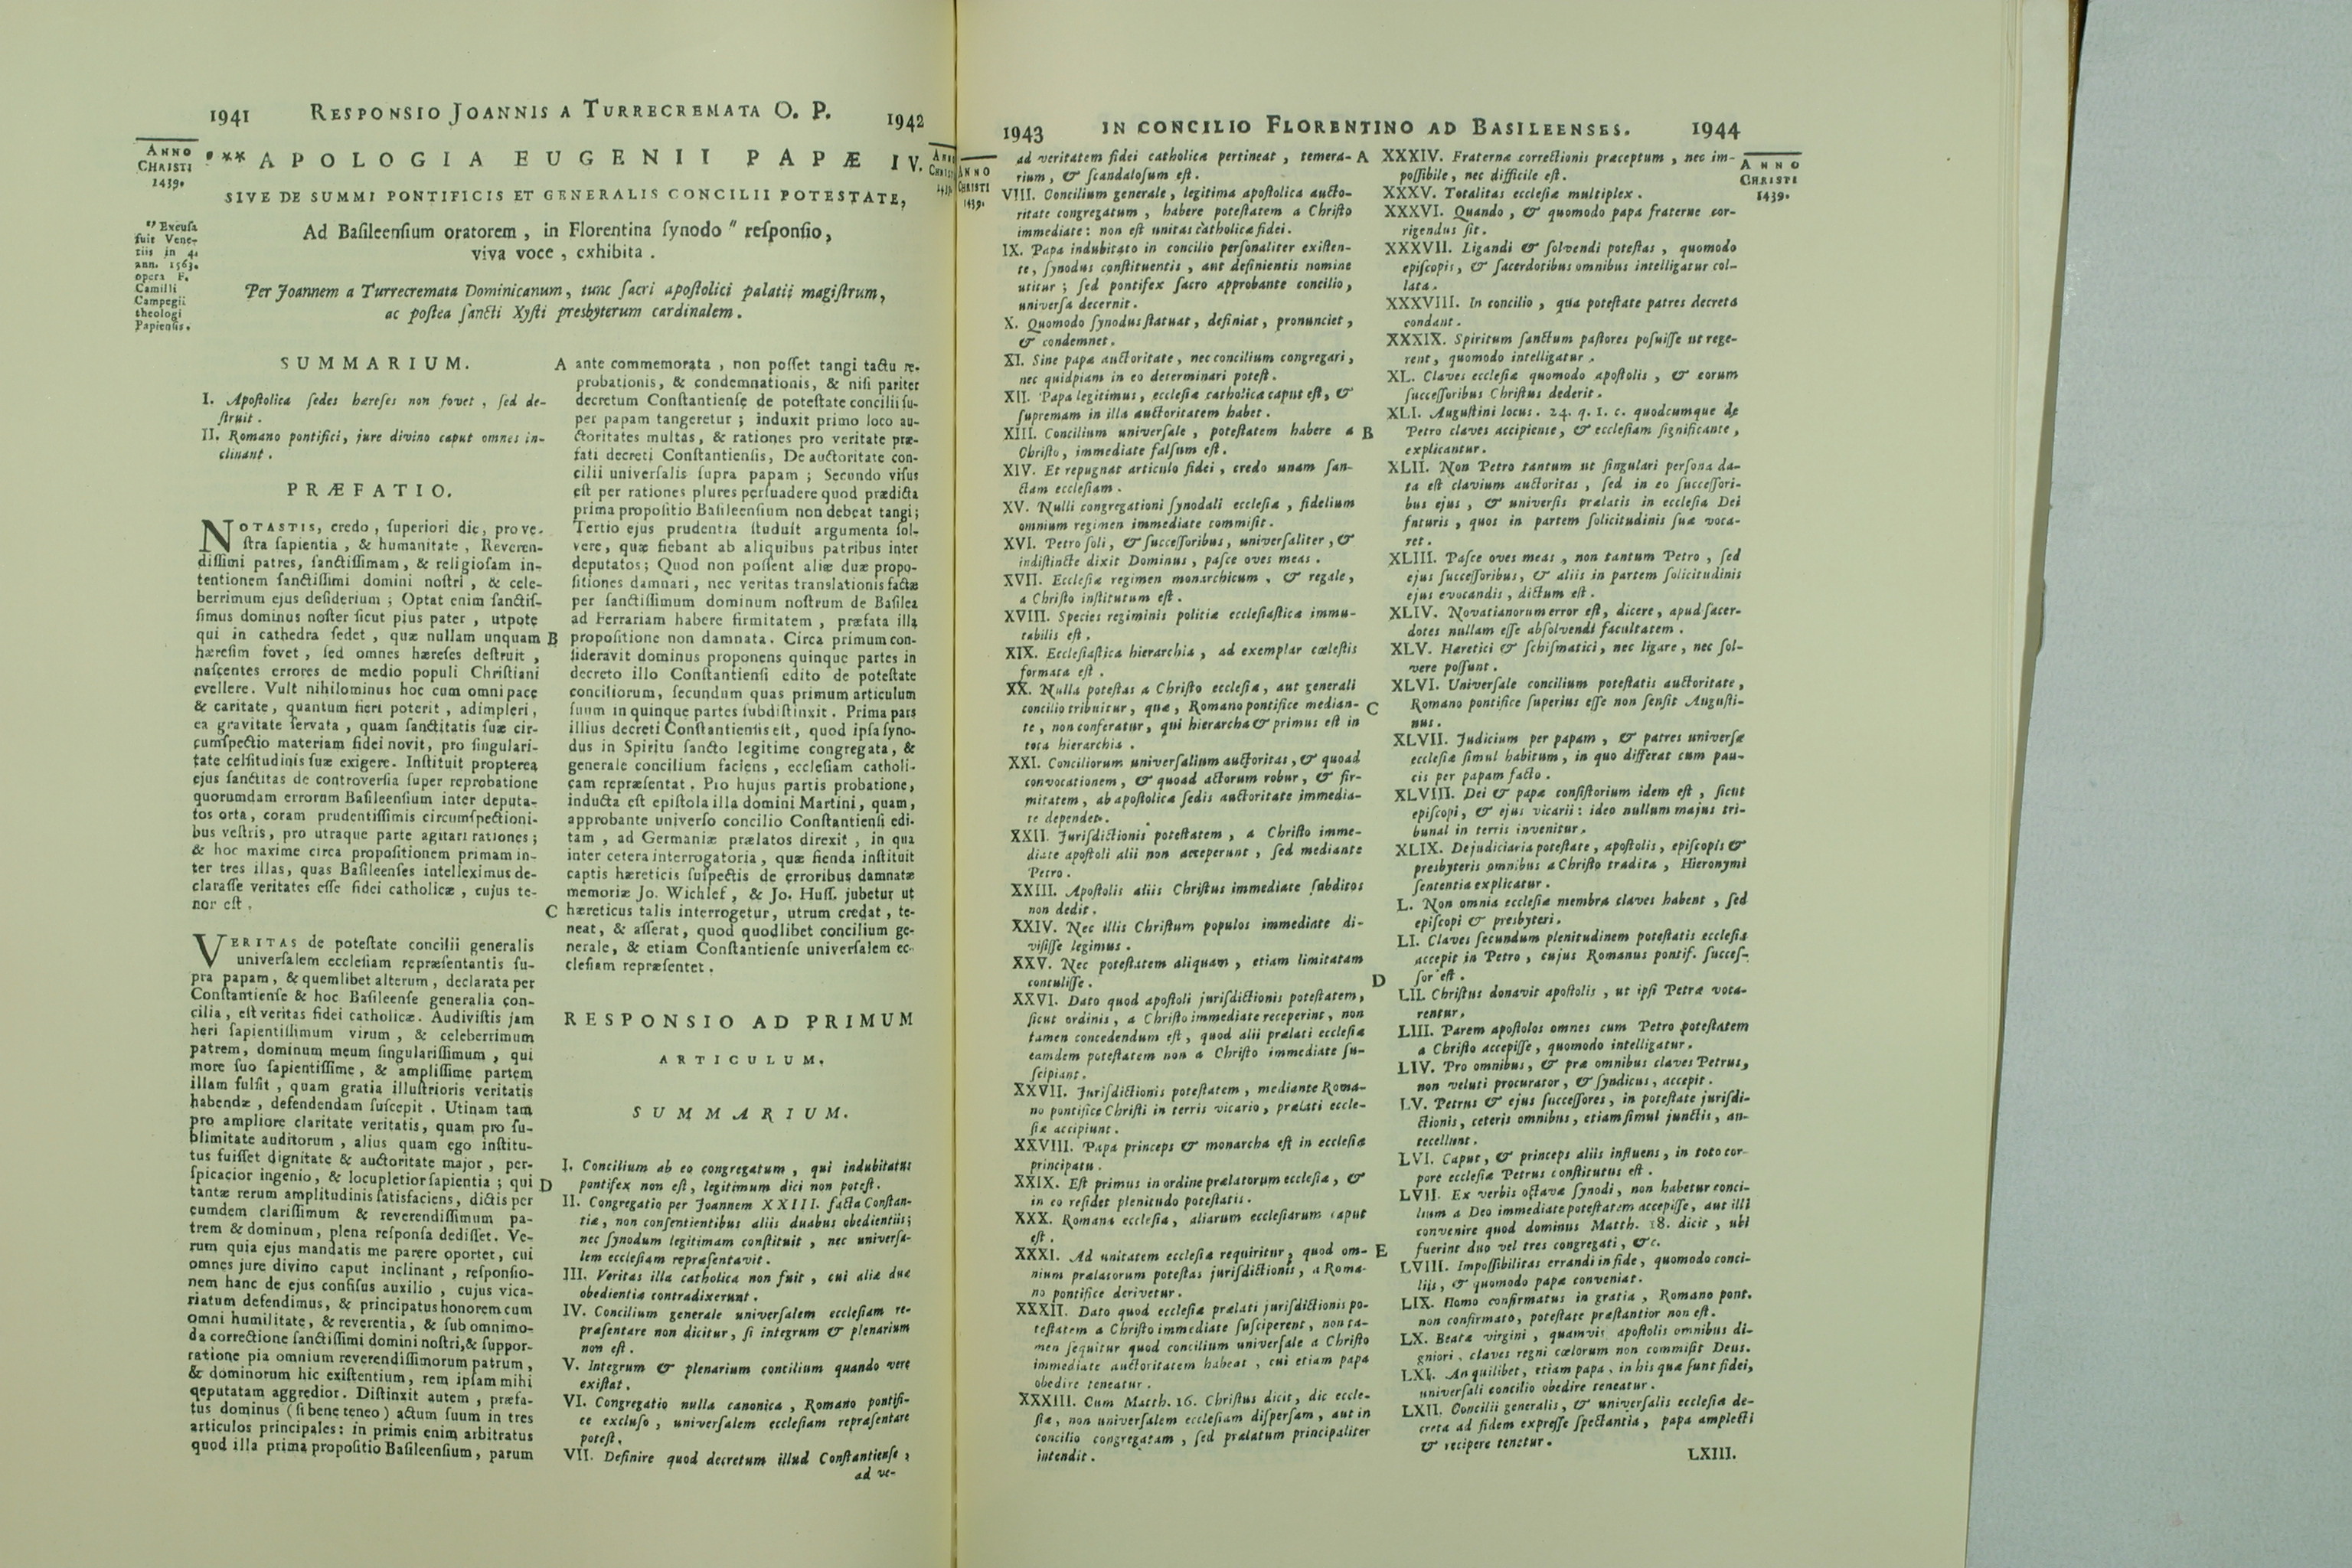 1941 RESPONSIO JOANNIS A TURRECREMATA O. P. 1942
ANNO
CHRISTI
1439.
*** APOLOGIA EUGENII PAPÆ IV.
SIVE DE SUMMI PONTIFICIS ET GENERALIS CONCILII POTESTATE,
Ad Basileensium oratorem, in Florentina synodo " responsio,
viva voce, exhibita.
Per Joannem a Turrecremata Dominicanum, tunc sacri apostolici palatii magistrum,
ac postea sancti Xysti presbyterum cardinalem.
" Excusa
fuit Vene-
tiis in 4.
ann. 1563.
opera F.
Camilli
Campegii
theologi
Papiensis.
SUMMARIUM.
I. Apostolica sedes hæreses non fovet, sed de-
struit.
II. Romano pontifici, jure divino caput omnes in-
clinant.
PRÆFATIO.
NOTASTIS, credo, superiori die, pro ve-
stra sapientia, & humanitate, Reveren-
dissimi patres, sanctissimam, & religiosam in-
tentionem sanctissimi domini nostri, & cele-
berrimum ejus desiderium; Optat enim sanctis-
simus dominus noster sicut pius pater, utpote
qui in cathedra sedet, quæ nullam unquam
hæresim fovet, sed omnes hæreses destruit,
nascentes errores de medio populi Christiani
evellere. Vult nihilominus hoc cum omni pace
& caritate, quantum fieri poterit, adimpleri,
ea gravitate servata, quam sanctitatis suæ cir-
cumspectio materiam fidei novit, pro singulari-
tate celsitudinis suæ exigere. Instituit propterea
ejus sanctitas de controversia super reprobatione
quorumdam errorum Basileensium inter deputa-
tos orta, coram prudentissimis circumspectioni-
bus vestris, pro utraque parte agitari rationes;
& hoc maxime circa propositionem primam in-
ter tres illas, quas Basileenses intelleximus de-
clarasse veritates esse fidei catholicæ, cujus te-
nor est.
VERITAS de potestate concilii generalis
universalem ecclesiam repræsentantis su-
pra papam, & quemlibet alterum, declarata per
Constantiense & hoc Basileense generalia con-
cilia, est veritas fidei catholicæ. Audivistis jam
heri sapientissimum virum, & celeberrimum
patrem, dominum meum singularissimum, qui
more suo sapientissime, & amplissime partem
illam fulsit, quam gratia illustrioris veritatis
habendæ, defendendam suscepit. Utinam tam
pro ampliore claritate veritatis, quam pro su-
blimitate auditorum, alius quam ego institu-
tus fuisset dignitate & auctoritate major, per-
spicacior ingenio, & locupletior sapientia; qui
tantæ rerum amplitudini satisfaciens, dictis per
eumdem clarissimum & reverendissimum pa-
trem & dominum, plena responsa dedisset. Ve-
rum quia ejus mandatis me parere oportet, cui
omnes jure divino caput inclinant, responsio-
nem hanc de ejus confisus auxilio, cujus vica-
riatum defendimus, & principatus honorem cum
omni humilitate, & reverentia, & sub omnimo-
da correctione sanctissimi domini nostri, & suppor-
ratione pia omnium reverendissimorum patrum,
& dominorum hic existentium, rem ipsam mihi
deputatam aggredior. Distinxit autem, præfa-
tus dominus (si bene teneo) actum suum in tres
articulos principales: in primis enim arbitratus
quod illa prima propositio Basileensium, parum
A ante commemorata, non posset tangi tactu re-
probationis, & condemnationis, & nisi pariter
decretum Constantiense de potestate concilii su-
per papam tangeretur; induxit primo loco au-
ctoritates multas, & rationes pro veritate præ-
fati decreti Constantiensis, De auctoritate con-
cilii universalis supra papam; Secundo visus
est per rationes plures persuadere quod prædicta
prima propositio Basileensium non debeat tangi;
Tertio ejus prudentia studuit argumenta sol-
vere, quæ fiebant ab aliquibus patribus inter
deputatos; Quod non possent aliæ duæ propo-
sitiones damnari, nec veritas translationis factæ
per sanctissimum dominum nostrum de Basilea
ad Ferrariam habere firmitatem, præfata illa
B propositione non damnata. Circa primum con-
sideravit dominus proponens quinque partes in
decreto illo Constantiensi edito de potestate
conciliorum, secundum quas primum articulum
suum in quinque partes subdistinxit. Prima pars
illius decreti Constantiensis est, quod ipsa syno-
dus in Spiritu sancto legitime congregata, &
generale concilium faciens, ecclesiam catholi-
cam repræsentat. Pro hujus partis probatione,
inducta est epistola illa domini Martini, quam,
approbante universo concilio Constantiensi edi-
tam, ad Germaniæ prælatos direxit, in qua
inter cetera interrogatoria, quæ fienda instituit
captis hæreticis suspectis de erroribus damnatæ
memoriæ Jo. Wichlef, & Jo. Huss. jubetur ut
C hæreticus talis interrogetur, utrum credat, te-
neat, & asserat, quod quodlibet concilium ge-
nerale, & etiam Constantiense universalem ec-
clesiam repræsentet.
RESPONSIO AD PRIMUM
ARTICULUM.
SUMMARIUM.
I. Concilium ab eo congregatum, qui indubitatus
D pontifex non est, legitimum dici non potest.
II. Congregatio per Joannem XXIII. facta Constan-
tiæ, non consentientibus aliis duabus obedientiis;
nec synodum legitimam constituit, nec universa-
lem ecclesiam repræsentavit.
III. Veritas illa catholica non fuit, cui aliæ duæ
obedientiæ contradixerunt.
IV. Concilium generale universalem ecclesiam re-
præsentare non dicitur, si integrum & plenarium
non est.
V. Integrum & plenarium concilium quando vere
existat.
VI. Congregatio nulla canonica, Romano pontifi-
ce excluso, universalem ecclesiam repræsentare
potest.
VII. Definire quod decretum illud Constantiense,
ad ve-
1943 IN CONCILIO FLORENTINO AD BASILEENSES. 1944
ANNO
CHRISTI
1439.
ad veritatem fidei catholicæ pertineat, temera- A
rium, & scandalosum est.
VIII. Concilium generale, legitima apostolica aucto-
ritate congregatum, habere potestatem a Christo
immediate: non est unitas catholicæ fidei.
IX. Papa indubitato in concilio personaliter existen-
te, synodus constituentis, aut definientis nomine
utitur; sed pontifex sacro approbante concilio,
universa decernit.
X. Quomodo synodus statuat, definiat, pronunciet,
& condemnet.
XI. Sine papæ auctoritate, nec concilium congregari,
nec quidpiam in eo determinari potest.
XII. Papa legitimus, ecclesiæ catholicæ caput est, &
supremam in illa auctoritatem habet.
XIII. Concilium universale, potestatem habere a B
Christo, immediate falsum est.
XIV. Et repugnat articulo fidei, credo unam san-
ctam ecclesiam.
XV. Nulli congregationi synodali ecclesiæ, fidelium
omnium regimen immediate commisit.
XVI. Petro soli, & successoribus, universaliter, &
indistincte dixit Dominus, pasce oves meas.
XVII. Ecclesiæ regimen monarchicum, & regale,
a Christo institutum est.
XVIII. Species regiminis politiæ ecclesiasticæ immu-
tabilis est.
XIX. Ecclesiastica hierarchia, ad exemplar cœlestis
formata est.
XX. Nulla potestas a Christo ecclesiæ, aut generali
concilio tribuitur, quæ, Romano pontifice median- C
te, non conferatur, qui hierarcha & primus est in
tota hierarchia.
XXI. Conciliorum universalium auctoritas, & quoad
convocationem, & quoad actorum robur, & fir-
mitatem, ab apostolicæ sedis auctoritate immedia-
te dependet.
XXII. Jurisdictionis potestatem, a Christo imme-
diate apostoli alii non acceperunt, sed mediante
Petro.
XXIII. Apostolis aliis Christus immediate subditos
non dedit.
XXIV. Nec illis Christum populos immediate di-
visisse legimus.
XXV. Nec potestatem aliquam, etiam limitatam
contulisse. D
XXVI. Dato quod apostoli jurisdictionis potestatem,
sicut ordinis, a Christo immediate receperint, non
tamen concedendum est, quod alii prælati ecclesiæ
eamdem potestatem non a Christo immediate su-
scipiant.
XXVII. Jurisdictionis potestatem, mediante Roma-
no pontifice Christi in terris vicario, prælati eccle-
siæ accipiunt.
XXVIII. Papa princeps & monarcha est in ecclesiæ
principatu.
XXIX. Est primus in ordine prælatorum ecclesiæ, &
in eo residet plenitudo potestatis.
XXX. Romana ecclesia, aliarum ecclesiarum caput
est.
XXXI. Ad unitatem ecclesiæ requiritur, quod om- E
nium prælatorum potestas jurisdictionis, a Roma-
no pontifice derivetur.
XXXII. Dato quod ecclesiæ prælati jurisdictionis po-
testatem a Christo immediate susciperent, non ta-
men sequitur quod concilium universale a Christo
immediate auctoritatem habeat, cui etiam papa
obedire teneatur.
XXXIII. Cum Matth. 16. Christus dicit, dic eccle-
siæ, non universalem ecclesiam dispersam, aut in
concilio congregatam, sed prælatum principaliter
intendit.
XXXIV. Fraternæ correctionis præceptum, nec im-
possibile, nec difficile est.
XXXV. Totalitas ecclesiæ multiplex.
XXXVI. Quando, & quomodo papa fraterne cor-
rigendus sit.
XXXVII. Ligandi & solvendi potestas, quomodo
episcopis, & sacerdotibus omnibus intelligatur col-
lata.
XXXVIII. In concilio, qua potestate patres decreta
condant.
XXXIX. Spiritum sanctum pastores posuisse ut rege-
rent, quomodo intelligatur.
XL. Claves ecclesiæ quomodo apostolis, & eorum
successoribus Christus dederit.
XLI. Augustini locus. 24. q. 1. c. quodcumque de
Petro claves accipiense, & ecclesiam significante,
explicantur.
XLII. Non Petro tantum ut singulari persona da-
ta est clavium auctoritas, sed in eo successori-
bus ejus, & universis prælatis in ecclesia Dei
futuris, quos in partem solicitudinis suæ voca-
ret.
XLIII. Pasce oves meas, non tantum Petro, sed
ejus successoribus, & aliis in partem solicitudinis
ejus evocandis, dictum est.
XLIV. Novatianorum error est, dicere, apud sacer-
dotes nullam esse absolvendi facultatem.
XLV. Hæretici & schismatici, nec ligare, nec sol-
vere possunt.
XLVI. Universale concilium potestatis auctoritate,
Romano pontifice superius esse non sensit Augusti-
nus.
XLVII. Judicium per papam, & patres universæ
ecclesiæ simul habitum, in quo differat cum pau-
cis per papam facto.
XLVIII. Dei & papæ consistorium idem est, sicut
episcopi, & ejus vicarii: ideo nullum majus tri-
bunal in terris invenitur.
XLIX. De judiciaria potestate, apostolis, episcopis &
presbyteris omnibus a Christo tradita, Hieronymi
sententia explicatur.
L. Non omnia ecclesiæ membra claves habent, sed
episcopi & presbyteri.
LI. Claves secundum plenitudinem potestatis ecclesia
accepit in Petro, cujus Romanus pontif. succes-
sor est.
LII. Christus donavit apostolis, ut ipsi Petræ voca-
rentur.
LIII. Parem apostolos omnes cum Petro potestatem
a Christo accepisse, quomodo intelligatur.
LIV. Pro omnibus, & præ omnibus claves Petrus,
non veluti procurator, & syndicus, accepit.
LV. Petrus & ejus successores, in potestate jurisdi-
ctionis, ceteris omnibus, etiam simul junctis, an-
tecellunt.
LVI. Caput, & princeps aliis influens, in toto cor-
pore ecclesiæ Petrus constitutus est.
LVII. Ex verbis octavæ synodi, non habetur conci-
lium a Deo immediate potestatem accepisse, aut illi
convenire quod dominus Matth. 18. dicit, ubi
fuerint duo vel tres congregati, &c.
LVIII. Impossibilitas errandi in fide, quomodo conci-
liis, & quomodo papæ conveniat.
LIX. Homo confirmatus in gratia, Romano pont.
non confirmato, potestate præstantior non est.
LX. Beatæ virgini, quamvis apostolis omnibus di-
gniori, claves regni cœlorum non commisit Deus.
LXI. An quilibet, etiam papa, in his quæ sunt fidei,
universali concilio obedire teneatur.
LXII. Concilii generalis, & universalis ecclesiæ de-
creta ad fidem expresse spectantia, papa amplecti
& recipere tenetur.
LXIII.